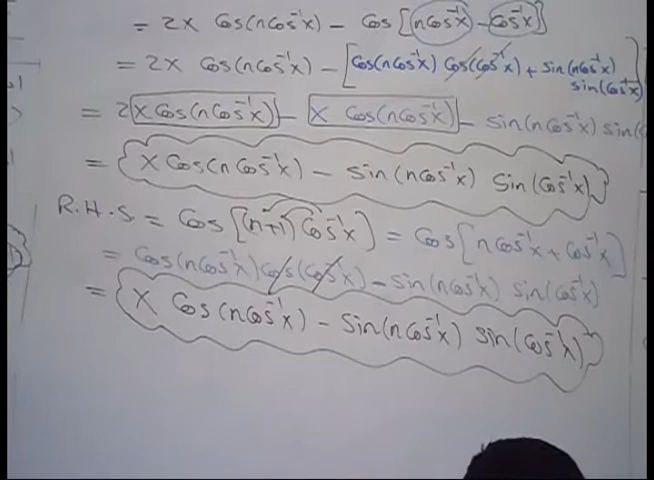 = 2x Cos(nCos⁻¹x) - Cos[nCos⁻¹x - Cos⁻¹x]
= 2x Cos(nCos⁻¹x) - [Cos(nCos⁻¹x) Cos(Cos⁻¹x) + Sin(nCos⁻¹x)
Sin(Cos⁻¹x)]
= 2 x Cos(nCos⁻¹x) - x Cos(nCos⁻¹x) - Sin(nCos⁻¹x) Sin(
= x Cos(nCos⁻¹x) - Sin(nCos⁻¹x) Sin(Cos⁻¹x)
R.H.S = Cos[(n+1)Cos⁻¹x] = Cos[nCos⁻¹x + Cos⁻¹x]
= Cos(nCos⁻¹x) Cos(Cos⁻¹x) - Sin(nCos⁻¹x) Sin(Cos⁻¹x)
= x Cos(nCos⁻¹x) - Sin(nCos⁻¹x) Sin(Cos⁻¹x)